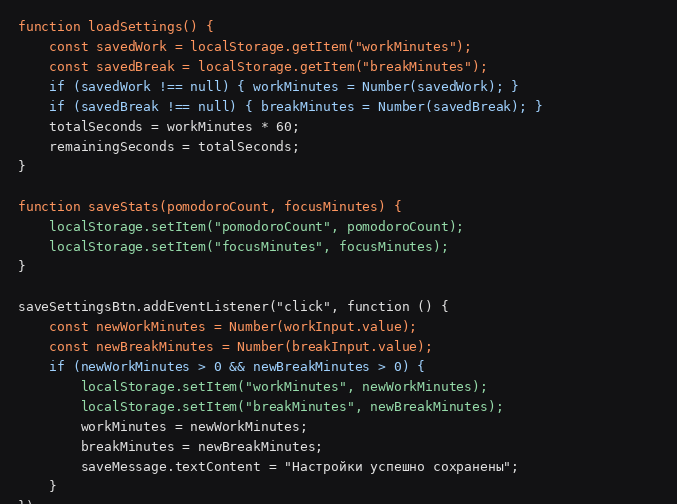 function loadSettings() {
    const savedWork = localStorage.getItem("workMinutes");
    const savedBreak = localStorage.getItem("breakMinutes");
    if (savedWork !== null) { workMinutes = Number(savedWork); }
    if (savedBreak !== null) { breakMinutes = Number(savedBreak); }
    totalSeconds = workMinutes * 60;
    remainingSeconds = totalSeconds;
}

function saveStats(pomodoroCount, focusMinutes) {
    localStorage.setItem("pomodoroCount", pomodoroCount);
    localStorage.setItem("focusMinutes", focusMinutes);
}

saveSettingsBtn.addEventListener("click", function () {
    const newWorkMinutes = Number(workInput.value);
    const newBreakMinutes = Number(breakInput.value);
    if (newWorkMinutes > 0 && newBreakMinutes > 0) {
        localStorage.setItem("workMinutes", newWorkMinutes);
        localStorage.setItem("breakMinutes", newBreakMinutes);
        workMinutes = newWorkMinutes;
        breakMinutes = newBreakMinutes;
        saveMessage.textContent = "Настройки успешно сохранены";
    }